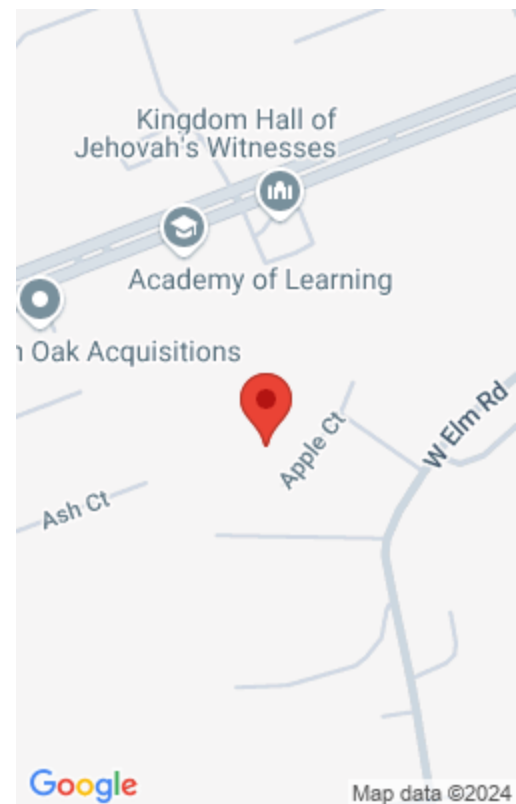 Kingdom Hall of
Jehovah's Witnesses
Academy of Learning
Oak Acquisitions
Apple Ct
W Elm Rd
Ash Ct
Google
Map data ©2024